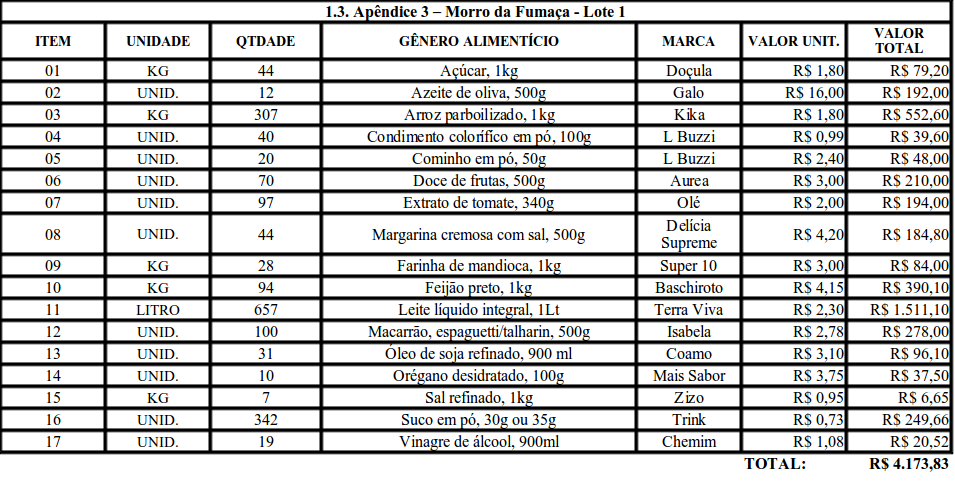 1.3. Apêndice 3 – Morro da Fumaça - Lote 1
ITEM UNIDADE QTDADE GÊNERO ALIMENTÍCIO MARCA VALOR UNIT. VALOR TOTAL
01 KG 44 Açúcar, 1kg Doçula R$ 1,80 R$ 79,20
02 UNID. 12 Azeite de oliva, 500g Galo R$ 16,00 R$ 192,00
03 KG 307 Arroz parboilizado, 1kg Kika R$ 1,80 R$ 552,60
04 UNID. 40 Condimento colorífico em pó, 100g L Buzzi R$ 0,99 R$ 39,60
05 UNID. 20 Cominho em pó, 50g L Buzzi R$ 2,40 R$ 48,00
06 UNID. 70 Doce de frutas, 500g Aurea R$ 3,00 R$ 210,00
07 UNID. 97 Extrato de tomate, 340g Olé R$ 2,00 R$ 194,00
08 UNID. 44 Margarina cremosa com sal, 500g Delícia Supreme R$ 4,20 R$ 184,80
09 KG 28 Farinha de mandioca, 1kg Super 10 R$ 3,00 R$ 84,00
10 KG 94 Feijão preto, 1kg Baschiroto R$ 4,15 R$ 390,10
11 LITRO 657 Leite líquido integral, 1Lt Terra Viva R$ 2,30 R$ 1.511,10
12 UNID. 100 Macarrão, espaguetti/talharin, 500g Isabela R$ 2,78 R$ 278,00
13 UNID. 31 Óleo de soja refinado, 900 ml Coamo R$ 3,10 R$ 96,10
14 UNID. 10 Orégano desidratado, 100g Mais Sabor R$ 3,75 R$ 37,50
15 KG 7 Sal refinado, 1kg Zizo R$ 0,95 R$ 6,65
16 UNID. 342 Suco em pó, 30g ou 35g Trink R$ 0,73 R$ 249,66
17 UNID. 19 Vinagre de álcool, 900ml Chemim R$ 1,08 R$ 20,52
TOTAL: R$ 4.173,83